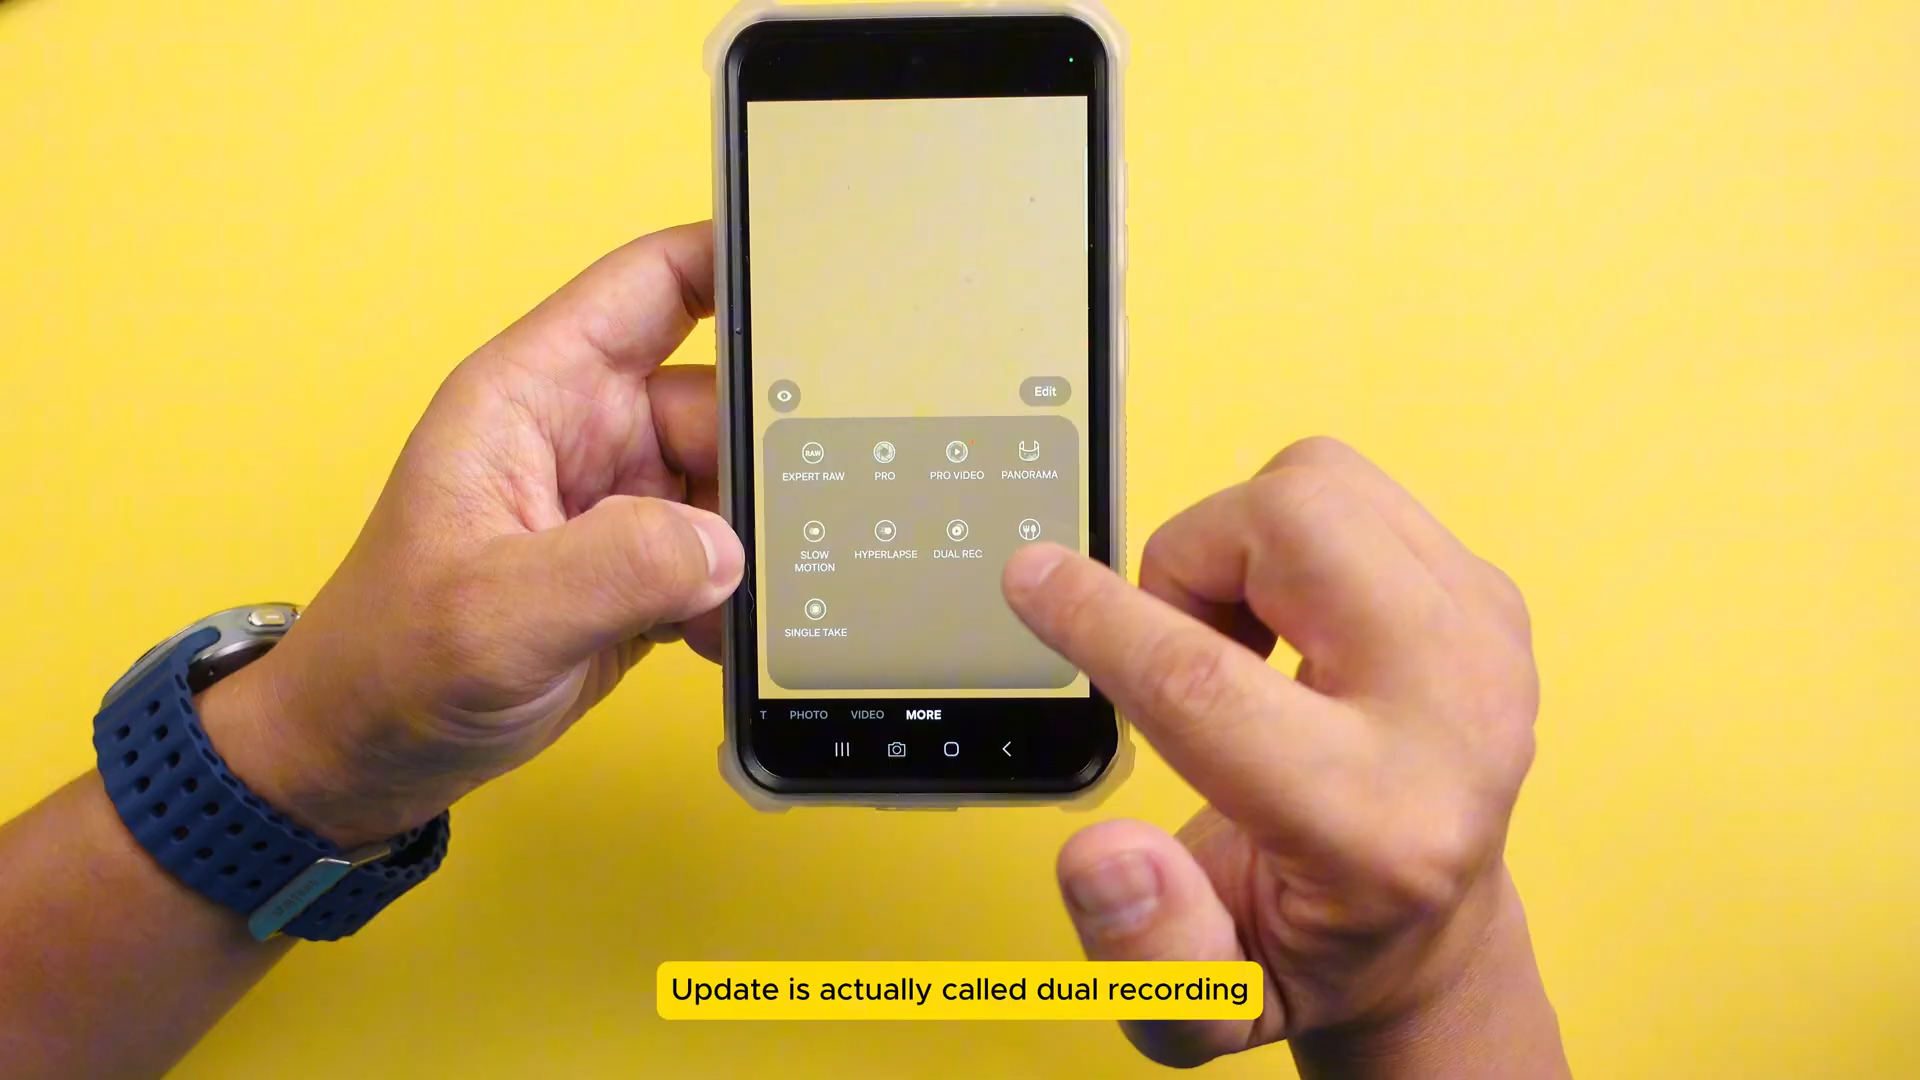 Edit
RAW
EXPERT RAW
PRO
PRO VIDEO
PANORAMA
SLOW
MOTION
HYPERLAPSE
DUAL REC
SINGLE TAKE
T
PHOTO
VIDEO
MORE
Update is actually called dual recording